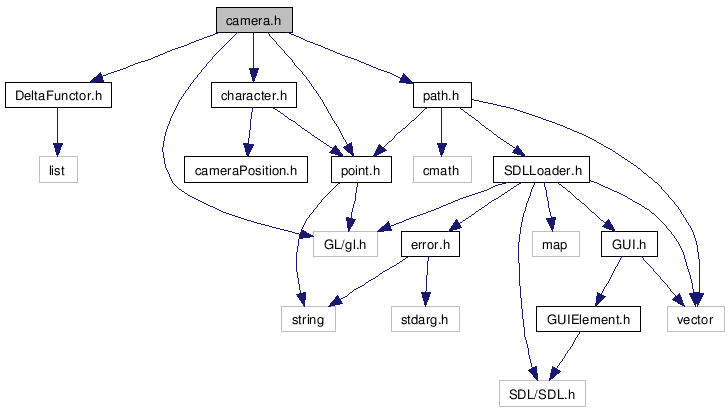 camera.h
DeltaFunctor.h
character.h
path.h
list
cameraPosition.h
point.h
cmath
SDLLoader.h
GL/gl.h
error.h
map
GUI.h
string
stdarg.h
GUIElement.h
vector
SDL/SDL.h